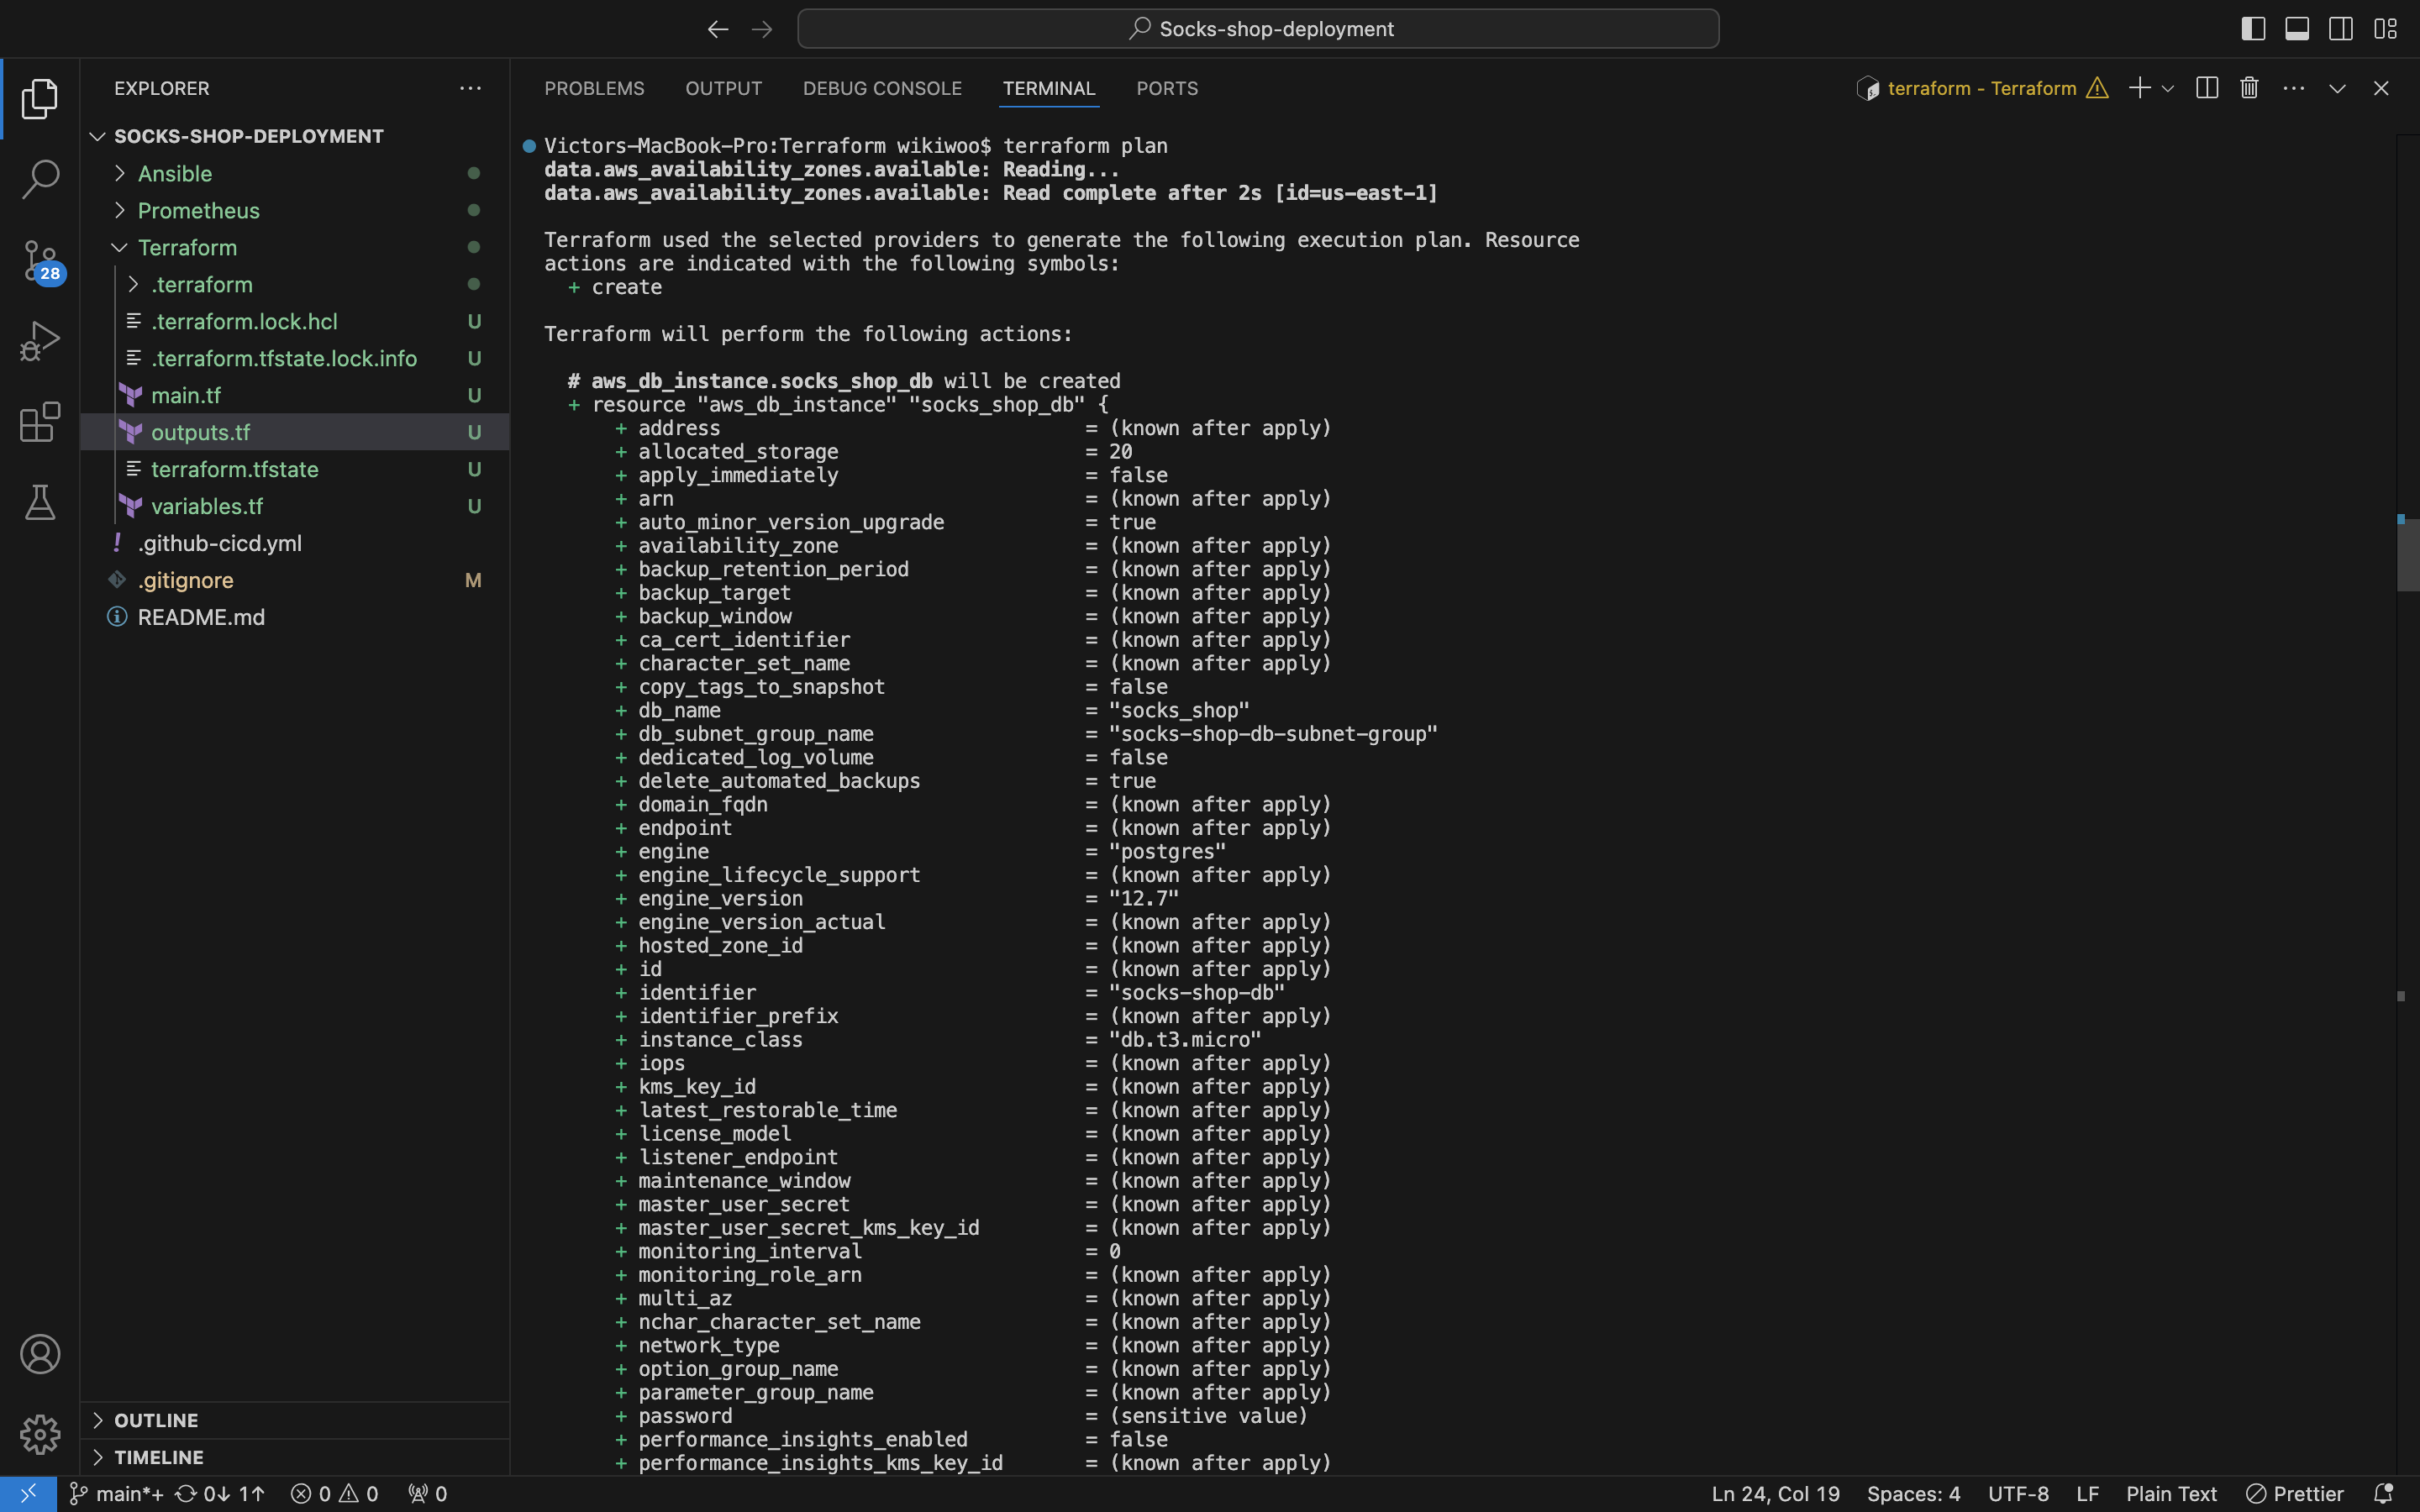 Socks-shop-deployment
EXPLORER
SOCKS-SHOP-DEPLOYMENT
Ansible
Prometheus
Terraform
.terraform
.terraform.lock.hcl U
.terraform.tfstate.lock.info U
main.tf U
outputs.tf U
terraform.tfstate U
variables.tf U
.github-cicd.yml
.gitignore M
README.md
28
OUTLINE
TIMELINE
PROBLEMS OUTPUT DEBUG CONSOLE TERMINAL PORTS
terraform - Terraform
Victors-MacBook-Pro:Terraform wikiwoo$ terraform plan
data.aws_availability_zones.available: Reading...
data.aws_availability_zones.available: Read complete after 2s [id=us-east-1]
Terraform used the selected providers to generate the following execution plan. Resource
actions are indicated with the following symbols:
+ create
Terraform will perform the following actions:
# aws_db_instance.socks_shop_db will be created
+ resource "aws_db_instance" "socks_shop_db" {
+ address = (known after apply)
+ allocated_storage = 20
+ apply_immediately = false
+ arn = (known after apply)
+ auto_minor_version_upgrade = true
+ availability_zone = (known after apply)
+ backup_retention_period = (known after apply)
+ backup_target = (known after apply)
+ backup_window = (known after apply)
+ ca_cert_identifier = (known after apply)
+ character_set_name = (known after apply)
+ copy_tags_to_snapshot = false
+ db_name = "socks_shop"
+ db_subnet_group_name = "socks-shop-db-subnet-group"
+ dedicated_log_volume = false
+ delete_automated_backups = true
+ domain_fqdn = (known after apply)
+ endpoint = (known after apply)
+ engine = "postgres"
+ engine_lifecycle_support = (known after apply)
+ engine_version = "12.7"
+ engine_version_actual = (known after apply)
+ hosted_zone_id = (known after apply)
+ id = (known after apply)
+ identifier = "socks-shop-db"
+ identifier_prefix = (known after apply)
+ instance_class = "db.t3.micro"
+ iops = (known after apply)
+ kms_key_id = (known after apply)
+ latest_restorable_time = (known after apply)
+ license_model = (known after apply)
+ listener_endpoint = (known after apply)
+ maintenance_window = (known after apply)
+ master_user_secret = (known after apply)
+ master_user_secret_kms_key_id = (known after apply)
+ monitoring_interval = 0
+ monitoring_role_arn = (known after apply)
+ multi_az = (known after apply)
+ nchar_character_set_name = (known after apply)
+ network_type = (known after apply)
+ option_group_name = (known after apply)
+ parameter_group_name = (known after apply)
+ password = (sensitive value)
+ performance_insights_enabled = false
+ performance_insights_kms_key_id = (known after apply)
main*+ 0↓ 1↑ 0 0 0 Ln 24, Col 19 Spaces: 4 UTF-8 LF Plain Text Prettier